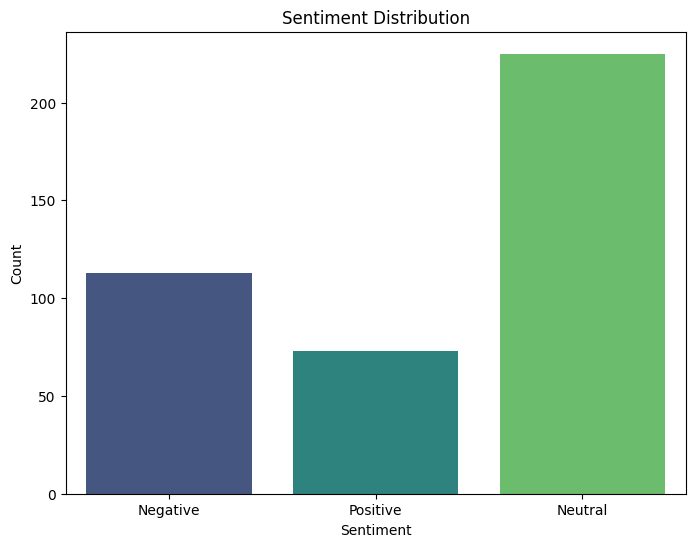 Sentiment Distribution
200
150
100
50
0
Count
Negative
Positive
Neutral
Sentiment